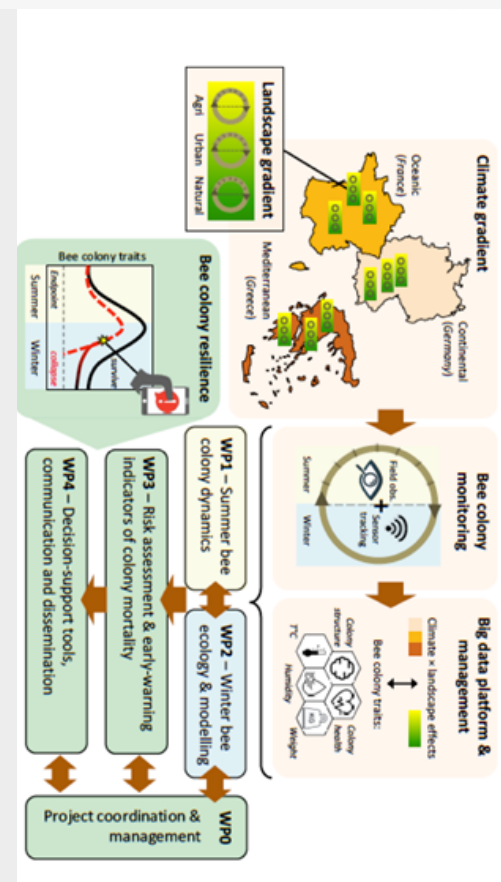 Climate gradient
Oceanic
(France)
Continental
(Germany)
Mediterranean
(Greece)
Landscape gradient
Agri
Urban
Natural
Bee colony
monitoring
Field obs.
+
Sensor
tracking
Summer
Winter
Big data platform &
management
Climate × landscape effects
Bee colony traits:
Colony
structure
Colony
health
T°C
Humidity
Weight
KG
Bee colony resilience
Bee colony traits
Endpoint
survive
collapse
Summer
Winter
WP1 – Summer bee
colony dynamics
WP2 – Winter bee
ecology & modelling
WP3 – Risk assessment & early-warning
indicators of colony mortality
WP4 – Decision-support tools,
communication and dissemination
WP0
Project coordination &
management